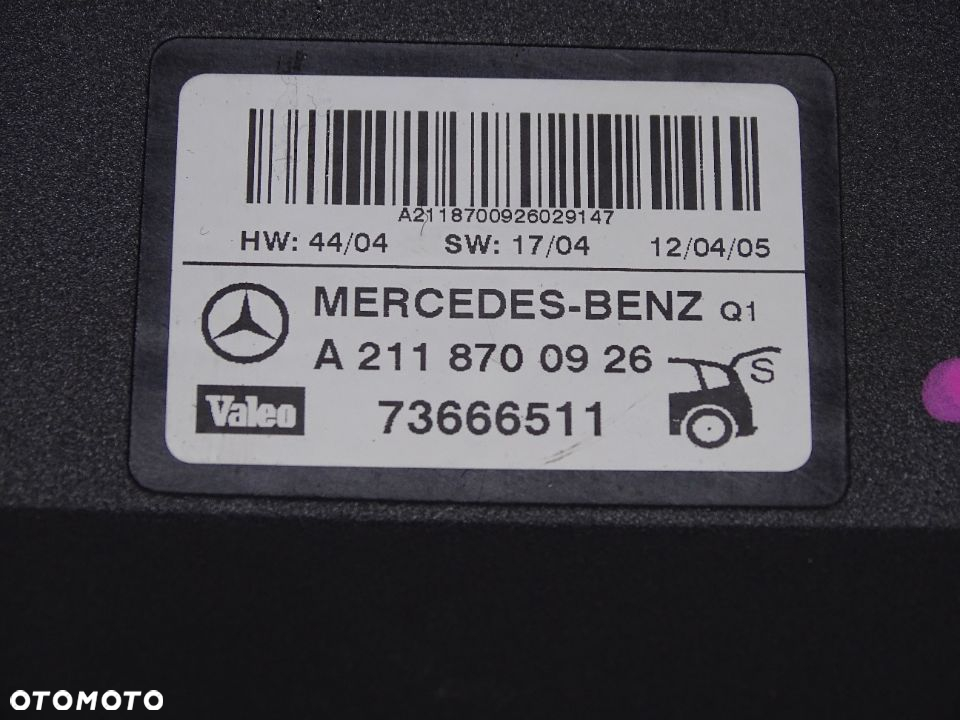 A2118700926029147
HW: 44/04 SW: 17/04 12/04/05
MERCEDES-BENZ Q1
A 211 870 09 26
Valeo 73666511
S
OTOMOTO